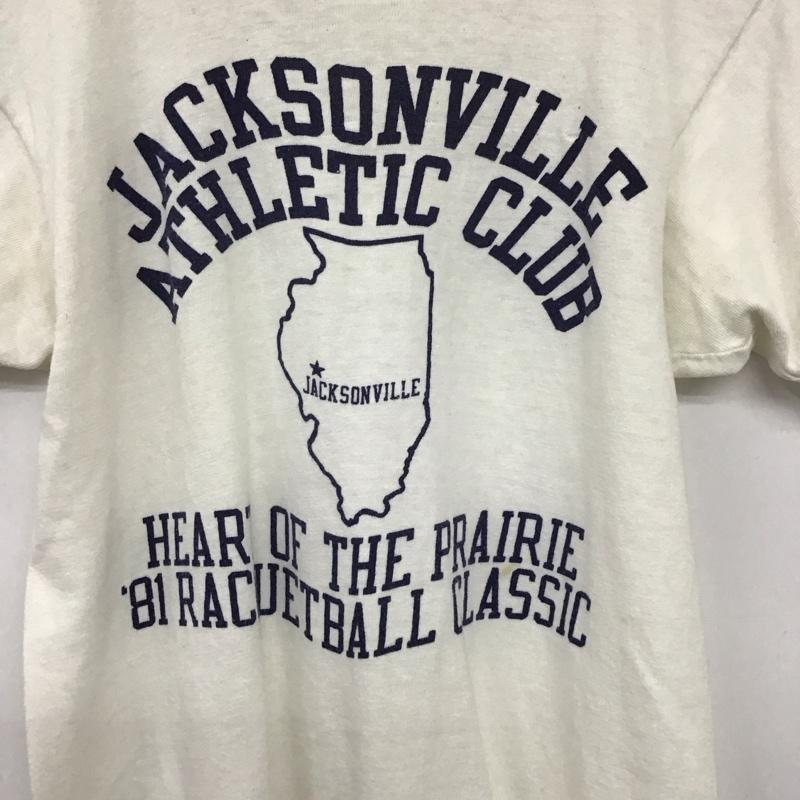 JACKSONVILLE
ATHLETIC CLUB
JACKSONVILLE
HEART OF THE PRAIRIE
'81 RACQUETBALL CLASSIC